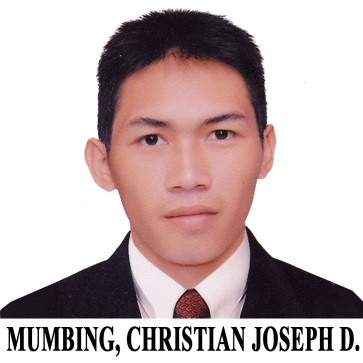 MUMBING, CHRISTIAN JOSEPH D.